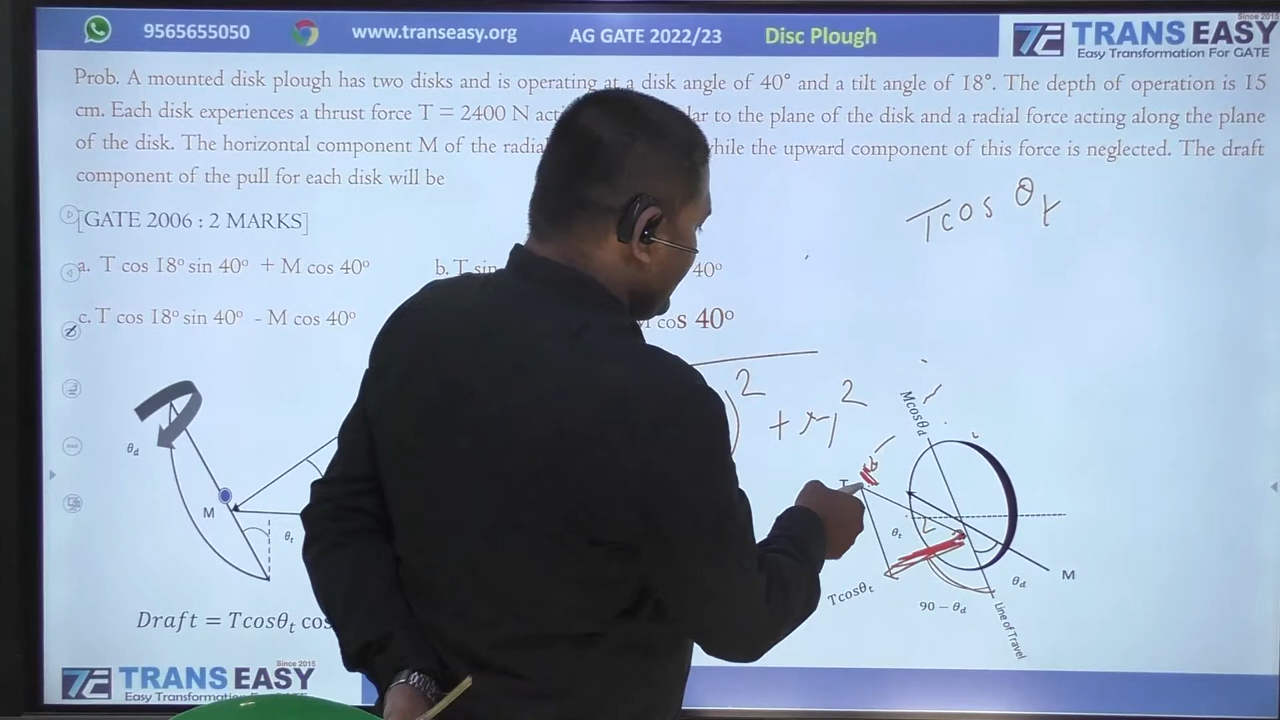 9565655050 www.transeasy.org AG GATE 2022/23 Disc Plough
Since 2015
TRANS EASY
Easy Transformation For GATE
Prob. A mounted disk plough has two disks and is operating at a disk angle of 40° and a tilt angle of 18°. The depth of operation is 15
cm. Each disk experiences a thrust force T = 2400 N act lar to the plane of the disk and a radial force acting along the plane
of the disk. The horizontal component M of the radia while the upward component of this force is neglected. The draft
component of the pull for each disk will be
Tcos θt
[GATE 2006 : 2 MARKS]
a. T cos 18° sin 40° + M cos 40° b. T sin 40°
c. T cos 18° sin 40° - M cos 40° cos 40°
)² +
θd
M
θt
Mcosθd
T
θt
θd
M
Tcosθt
90 − θd
Line of Travel
Draft = Tcosθt cos
Since 2015
TRANS EASY
Easy Transformatio